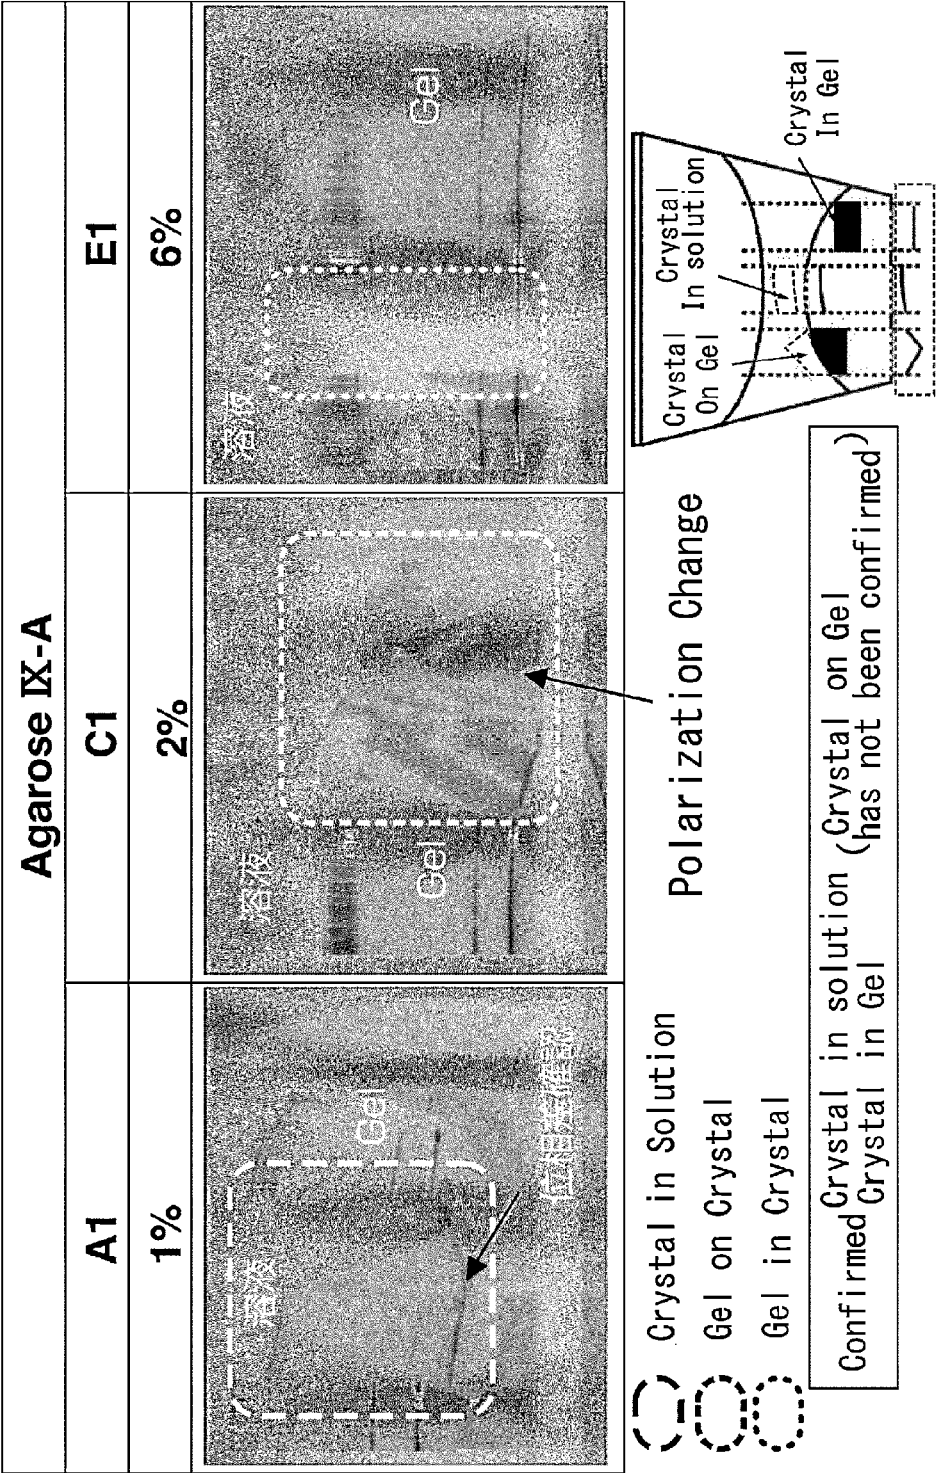 Agarose IX-A
A1
C1
E1
1%
2%
6%
溶液
Gel
溶液
Gel
溶液
Gel
Polarization Change
Crystal in Solution
Gel on Crystal
Gel in Crystal
Confirmed
Crystal in solution (Crystal on Gel
has not been confirmed)
Crystal in Gel
Crystal
On Gel
Crystal
In solution
Crystal
In Gel